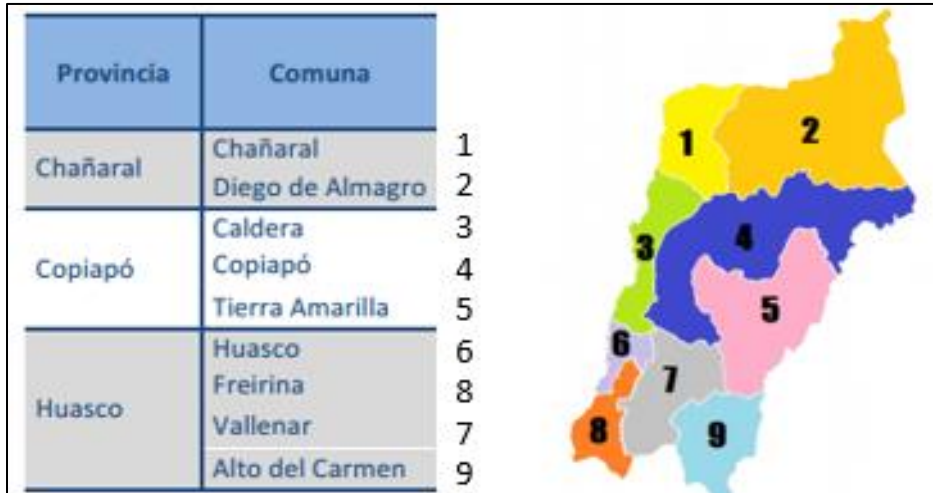 Provincia Comuna
Chañaral
Chañaral 1
Diego de Almagro 2
Copiapó
Caldera 3
Copiapó 4
Tierra Amarilla 5
Huasco
Huasco 6
Freirina 8
Vallenar 7
Alto del Carmen 9
1
2
3
4
5
6
7
8
9